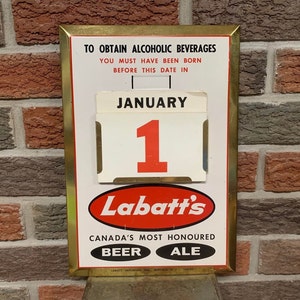 TO OBTAIN ALCOHOLIC BEVERAGES
YOU MUST HAVE BEEN BORN
BEFORE THIS DATE IN
JANUARY
1
Labatt's
CANADA'S MOST HONOURED
BEER ALE